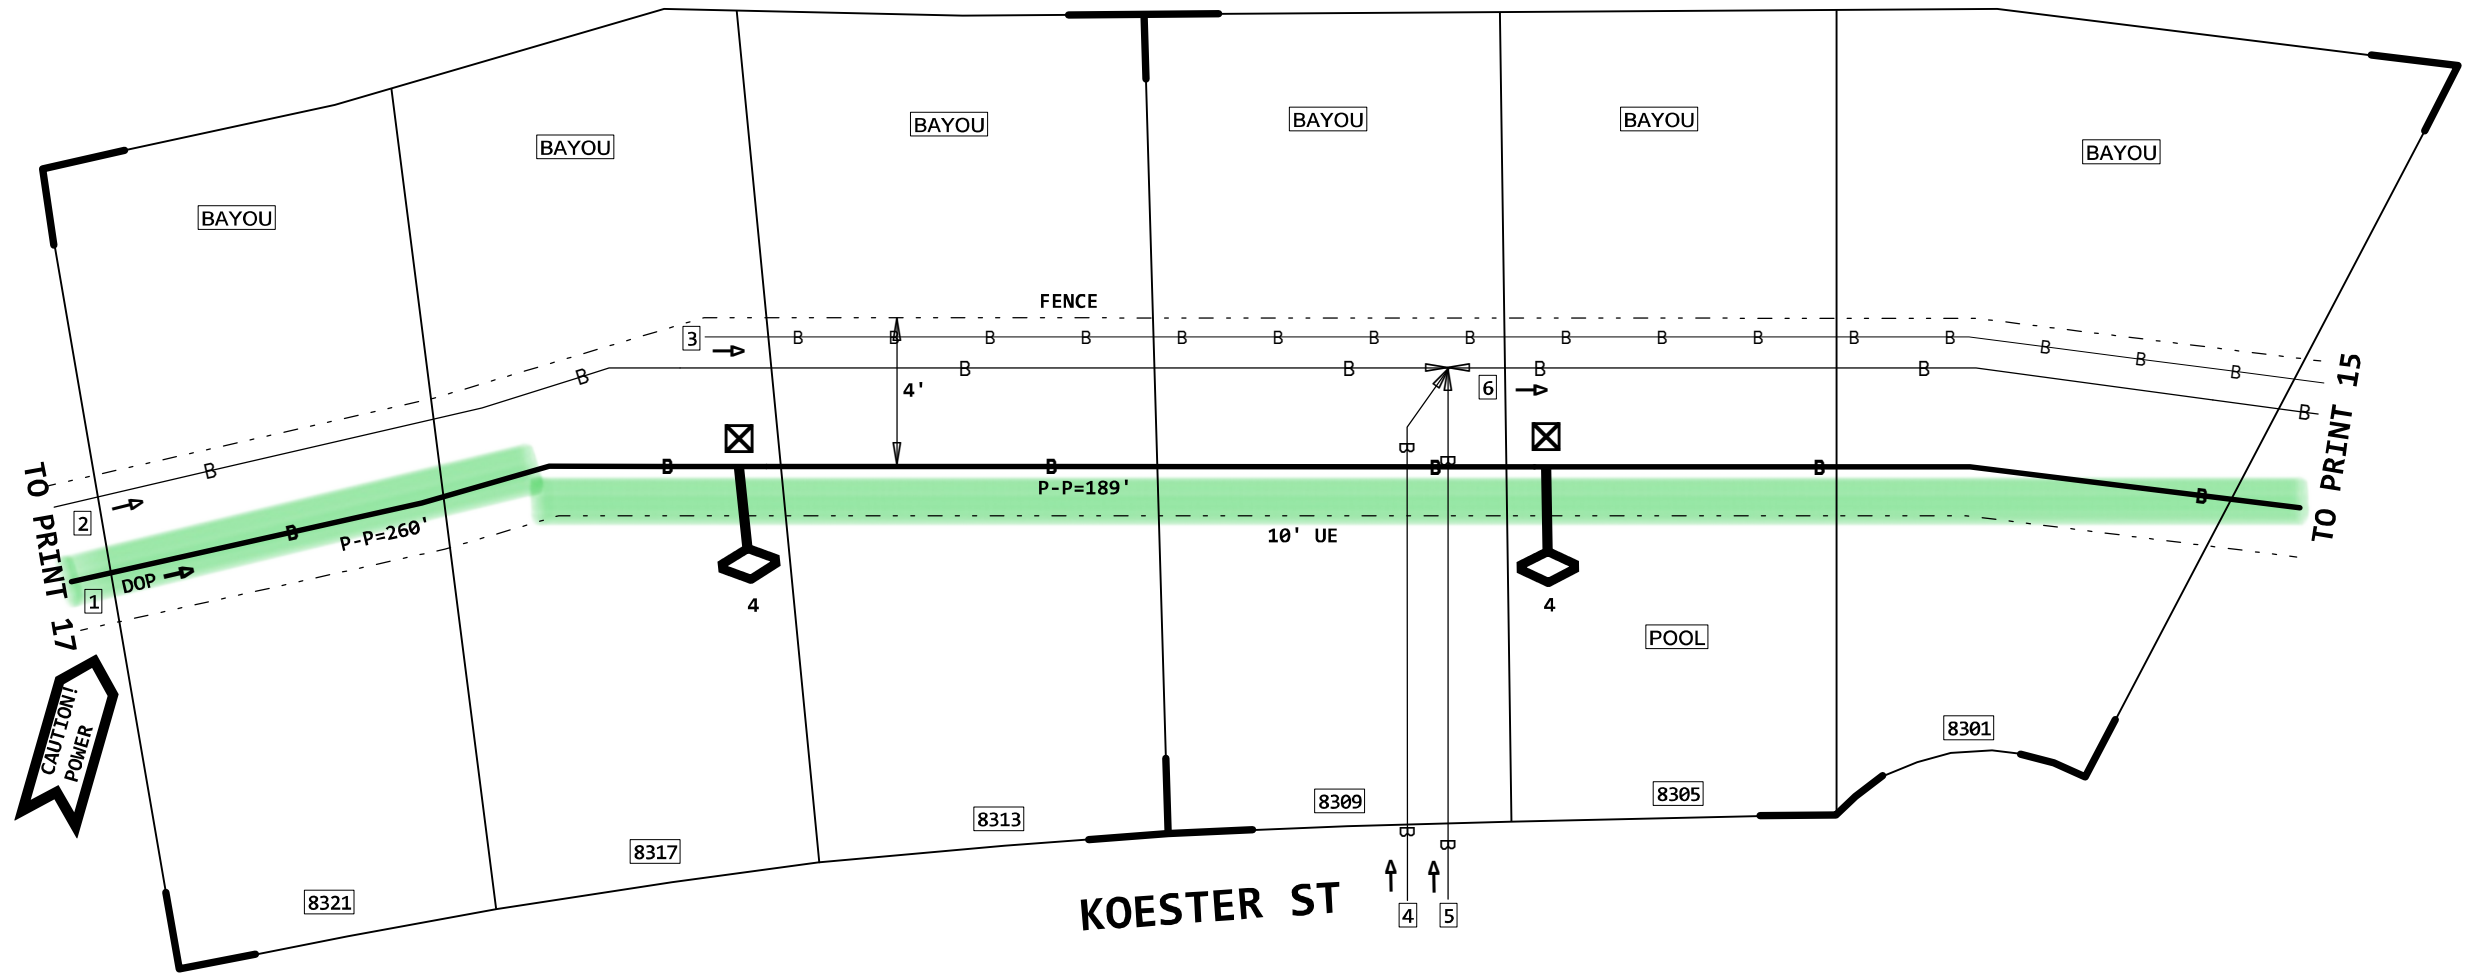 BAYOU
BAYOU
BAYOU
BAYOU
BAYOU
BAYOU
FENCE
3
B B B B B B B B B B B B B B B B
B B B B B B B
4'
6
2
B B B B B B
B B
P-P=260'
P-P=189'
10' UE
DOP
1
4
4
TO PRINT 17
TO PRINT 15
CAUTION!
POWER
POOL
8301
8305
8309
8313
8317
8321
B B
KOESTER ST
4
5